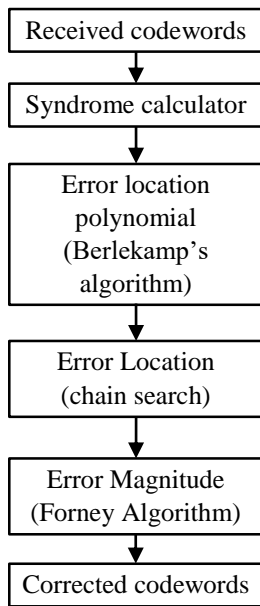 Received codewords
Syndrome calculator
Error location
polynomial
(Berlekamp's
algorithm)
Error Location
(chain search)
Error Magnitude
(Forney Algorithm)
Corrected codewords